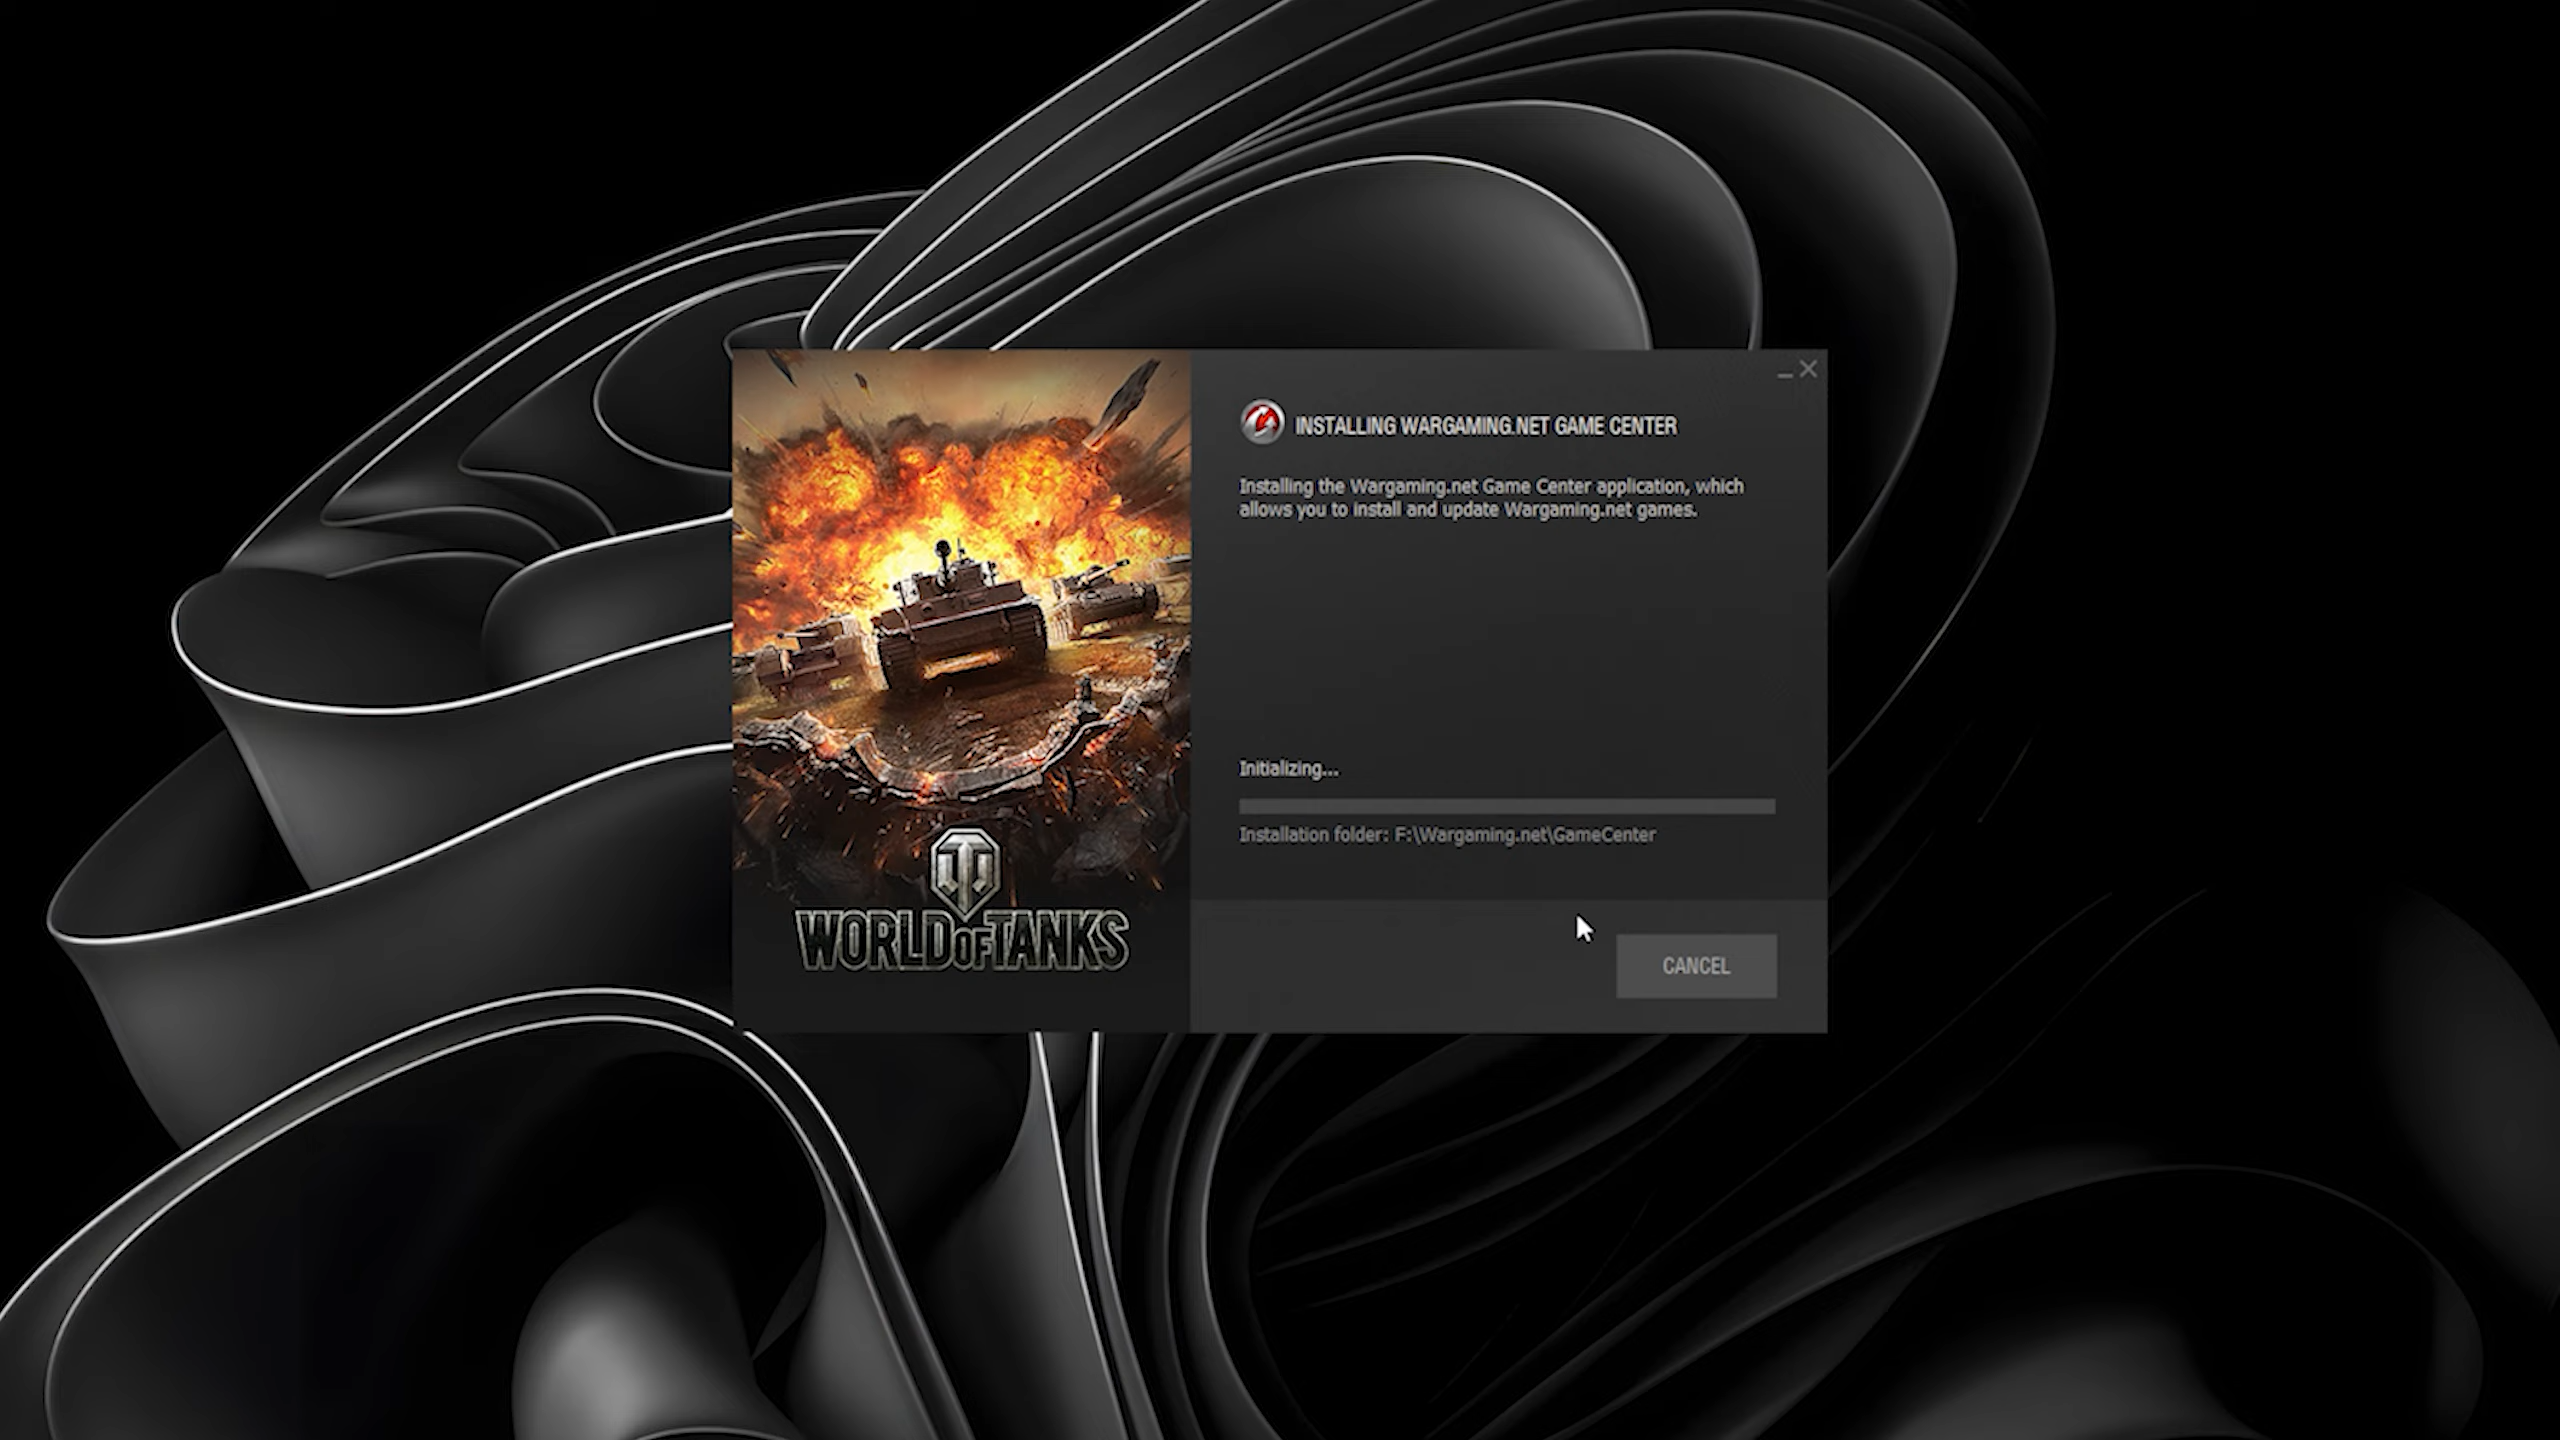 INSTALLING WARGAMING.NET GAME CENTER
Installing the Wargaming.net Game Center application, which
allows you to install and update Wargaming.net games.
Initializing...
Installation folder: F:\Wargaming.net\GameCenter
WORLD OF TANKS
CANCEL